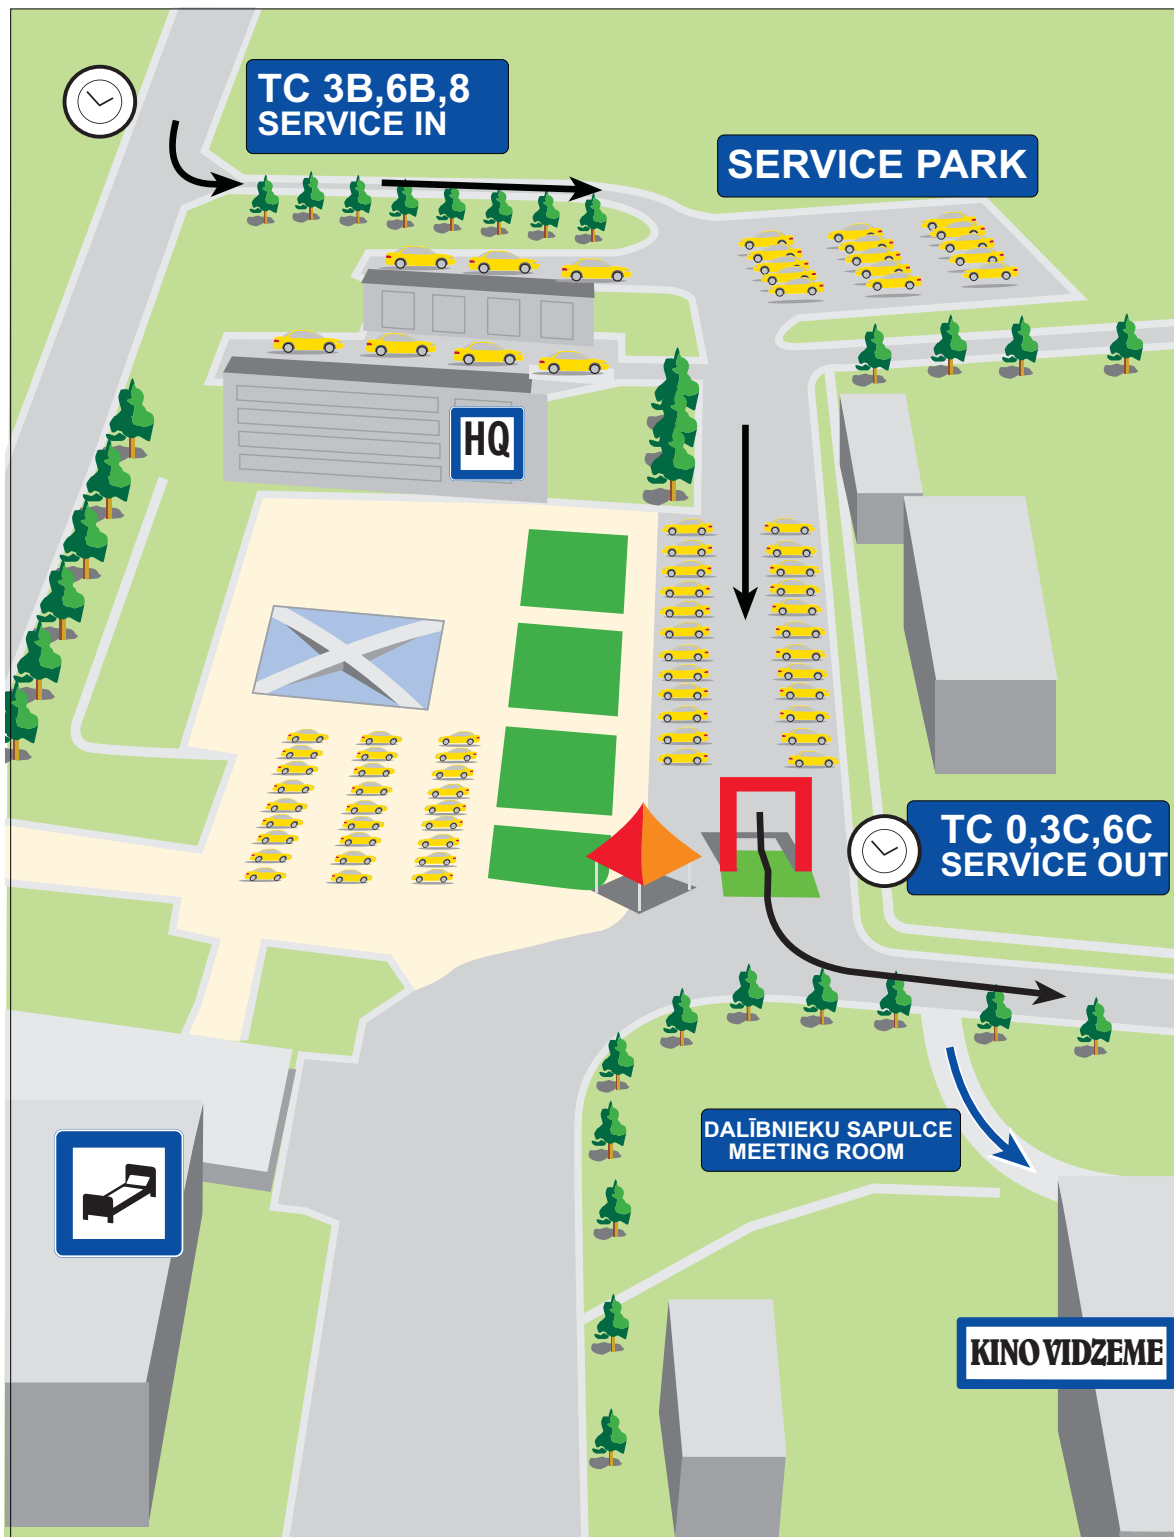 TC 3B,6B,8
SERVICE IN
SERVICE PARK
HQ
TC 0,3C,6C
SERVICE OUT
DALĪBNIEKU SAPULCE
MEETING ROOM
KINO VIDZEME